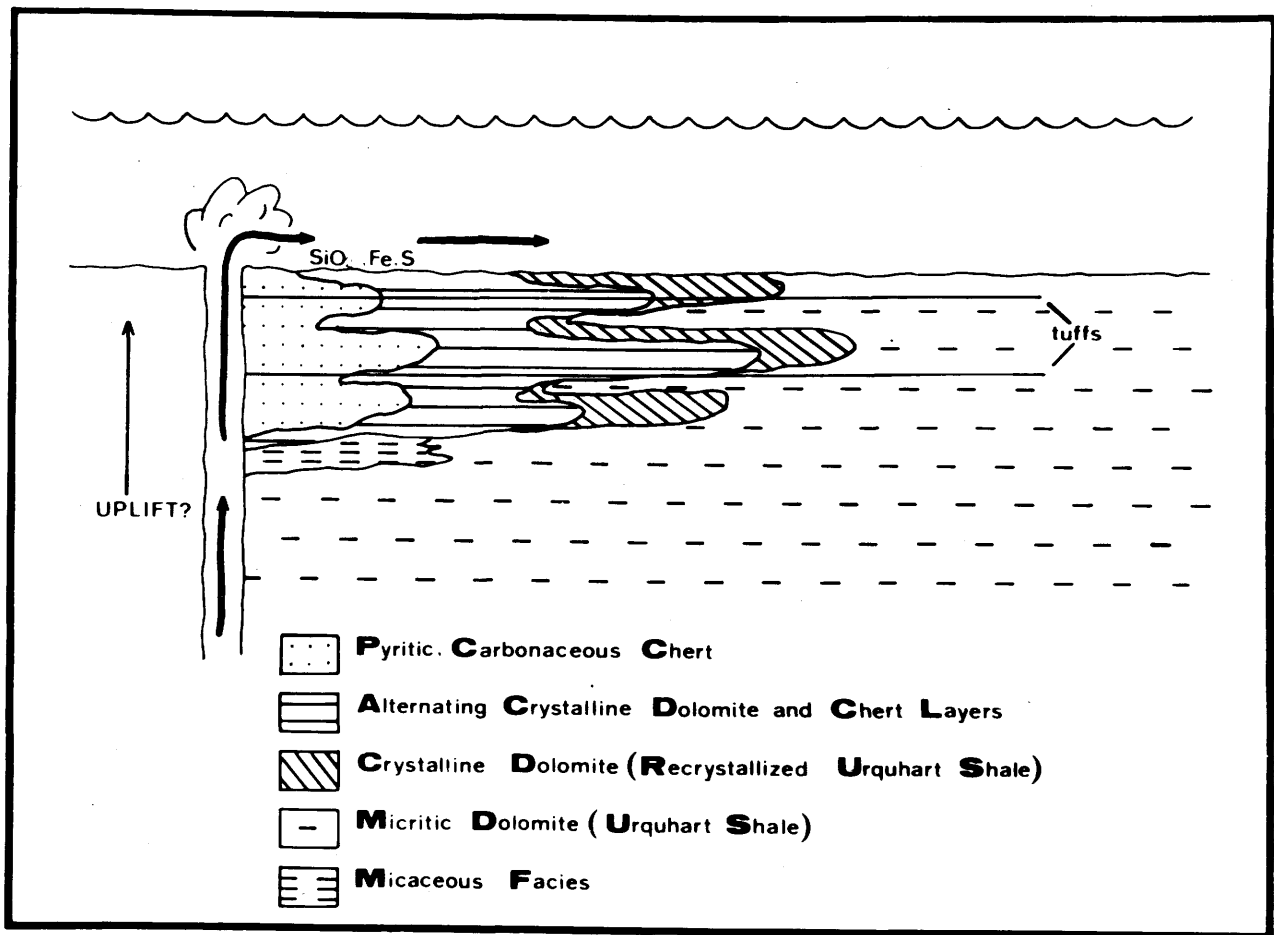 SiO Fe.S
tuffs
UPLIFT?
Pyritic. Carbonaceous Chert
Alternating Crystalline Dolomite and Chert Layers
Crystalline Dolomite (Recrystallized Urquhart Shale)
Micritic Dolomite (Urquhart Shale)
Micaceous Facies